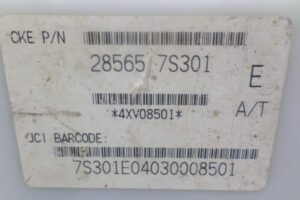 CKE P/N
28565 7S301
E
*4XV08501*
A/T
JCI BARCODE:
7S301E04030008501